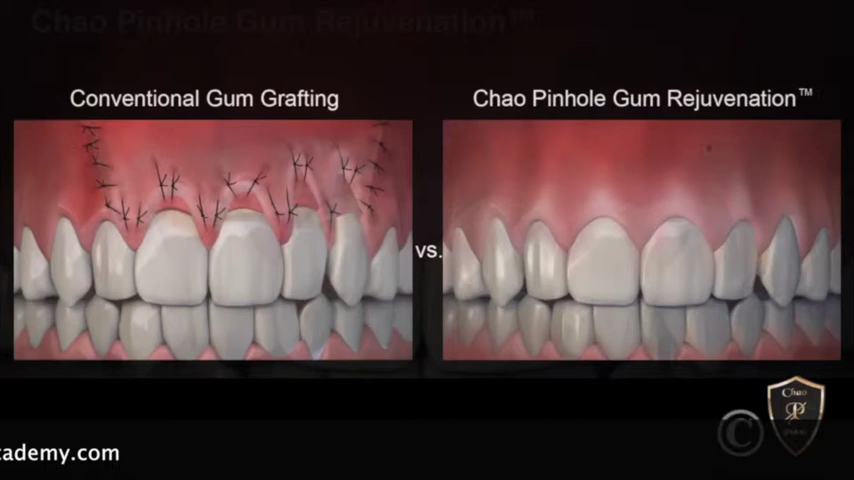 Chao Pinhole Gum Rejuvenation™
Conventional Gum Grafting
Chao Pinhole Gum Rejuvenation™
vs.
Chao
P
©
cademy.com